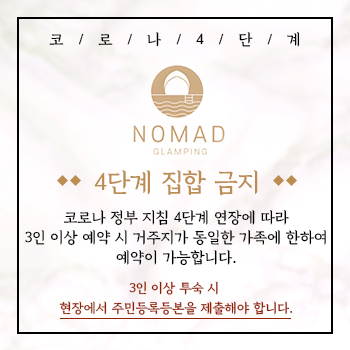 코 / 로 / 나 / 4 / 단 / 계
NOMAD
GLAMPING
4단계 집합 금지
코로나 정부 지침 4단계 연장에 따라
3인 이상 예약 시 거주지가 동일한 가족에 한하여
예약이 가능합니다.
3인 이상 투숙 시
현장에서 주민등록등본을 제출해야 합니다.